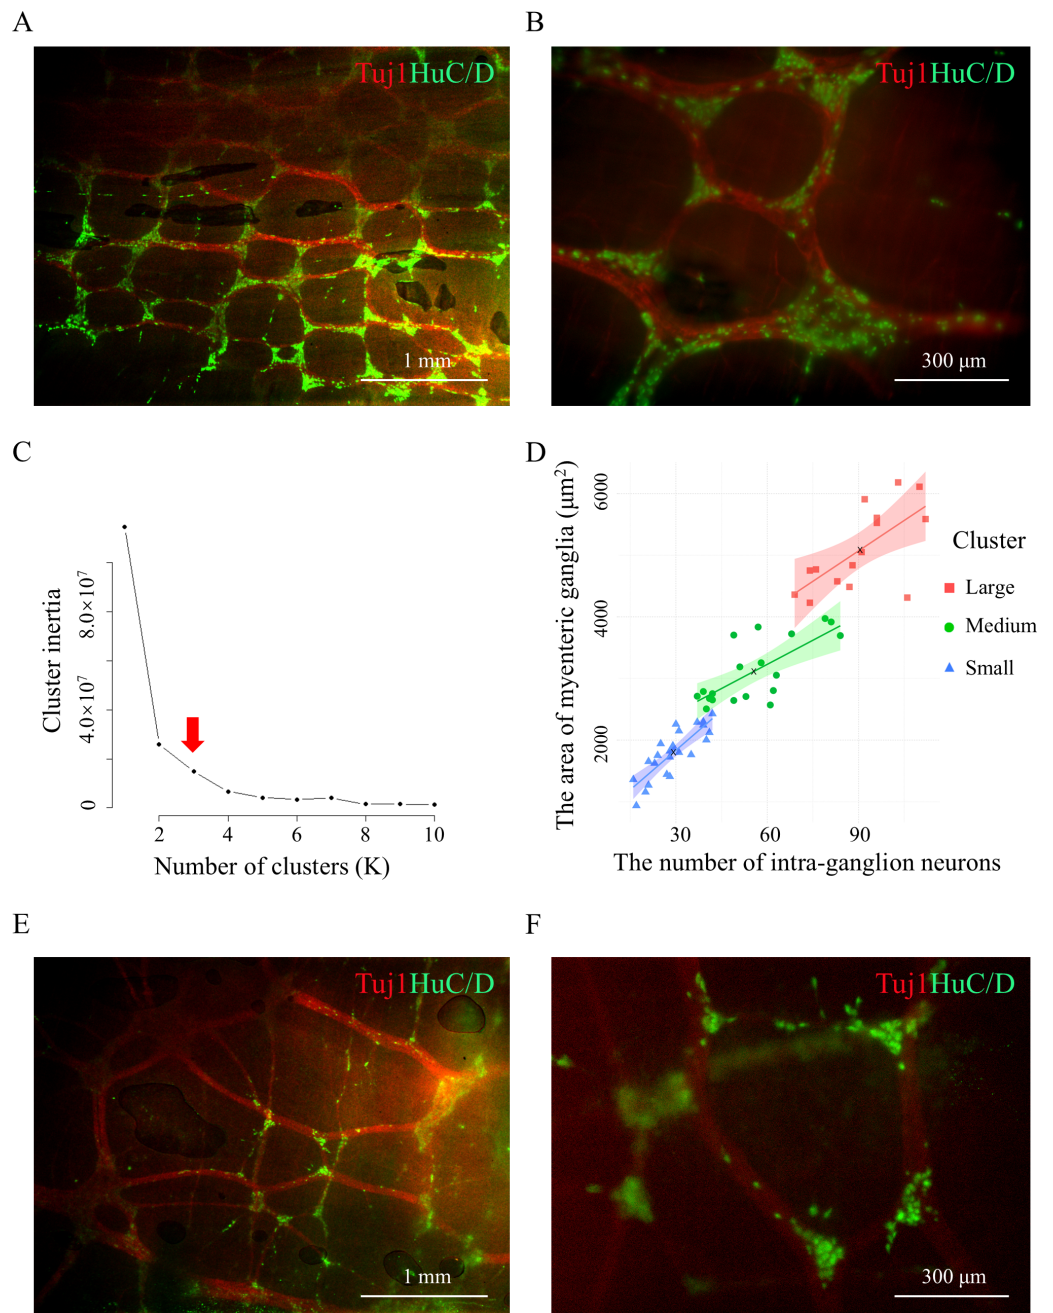 A
B
Tuj1HuC/D
1 mm
Tuj1HuC/D
300 μm
C
Cluster inertia
8.0×10⁷
4.0×10⁷
0
2
4
6
8
10
Number of clusters (K)
D
The area of myenteric ganglia (μm²)
6000
4000
2000
x
x
x
30
60
90
The number of intra-ganglion neurons
Cluster
Large
Medium
Small
E
F
Tuj1HuC/D
1 mm
Tuj1HuC/D
300 μm